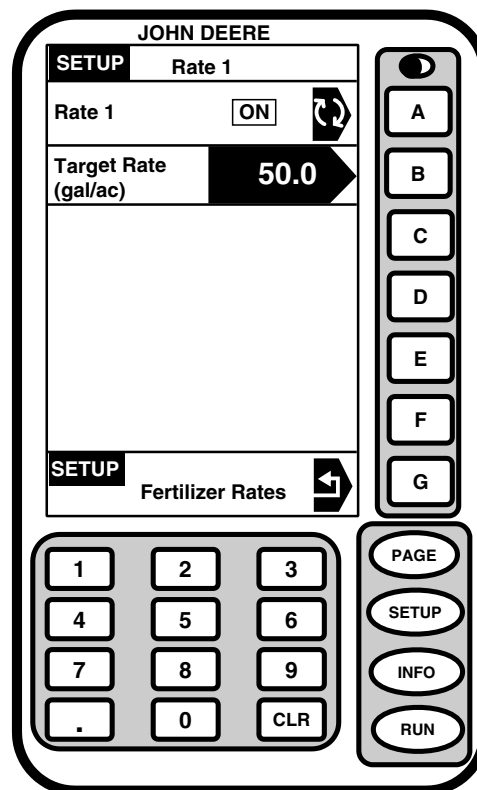 JOHN DEERE
SETUP Rate 1
Rate 1 ON
Target Rate
(gal/ac) 50.0
SETUP
Fertilizer Rates
A
B
C
D
E
F
G
1 2 3
4 5 6
7 8 9
. 0 CLR
PAGE
SETUP
INFO
RUN